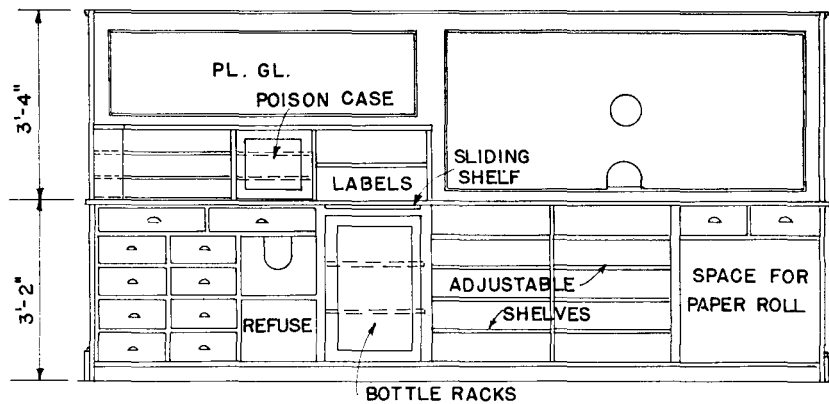 3'-4"
PL. GL.
POISON CASE
LABELS
SLIDING
SHELF
3'-2"
REFUSE
ADJUSTABLE
SHELVES
SPACE FOR
PAPER ROLL
BOTTLE RACKS